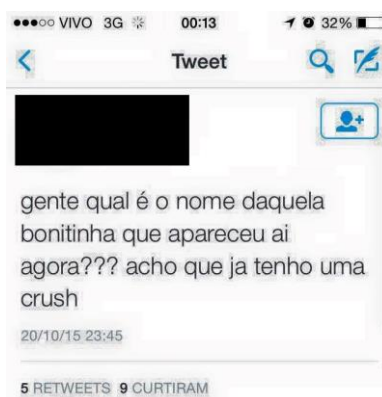 VIVO 3G 00:13 32%
Tweet
gente qual é o nome daquela
bonitinha que apareceu ai
agora??? acho que ja tenho uma
crush
20/10/15 23:45
5 RETWEETS 9 CURTIRAM